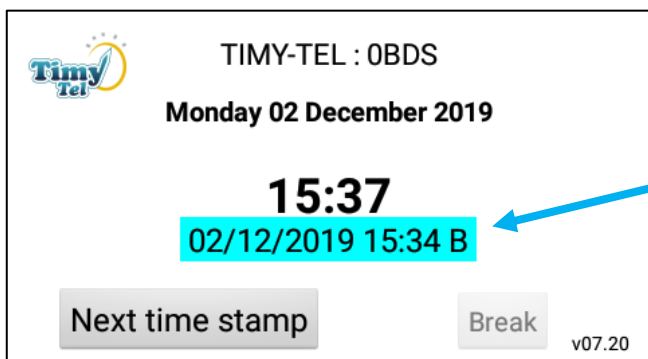 Timy
Tel
TIMY-TEL : 0BDS
Monday 02 December 2019
15:37
02/12/2019 15:34 B
Next time stamp
Break
v07.20